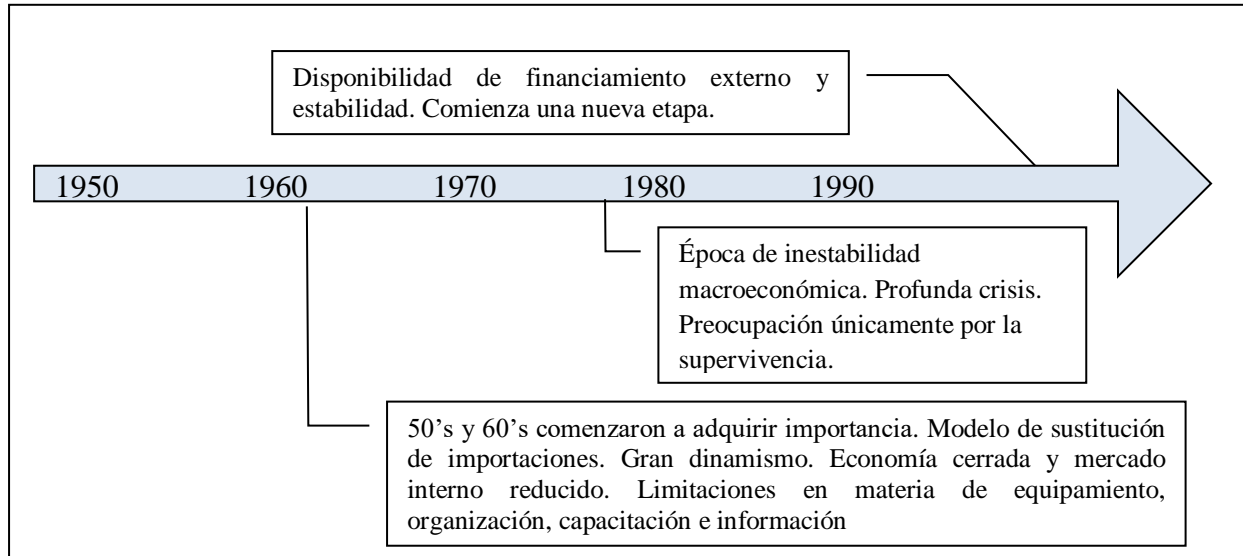 Disponibilidad de financiamiento externo y
estabilidad. Comienza una nueva etapa.
1950 1960 1970 1980 1990
Época de inestabilidad
macroeconómica. Profunda crisis.
Preocupación únicamente por la
supervivencia.
50’s y 60’s comenzaron a adquirir importancia. Modelo de sustitución
de importaciones. Gran dinamismo. Economía cerrada y mercado
interno reducido. Limitaciones en materia de equipamiento,
organización, capacitación e información